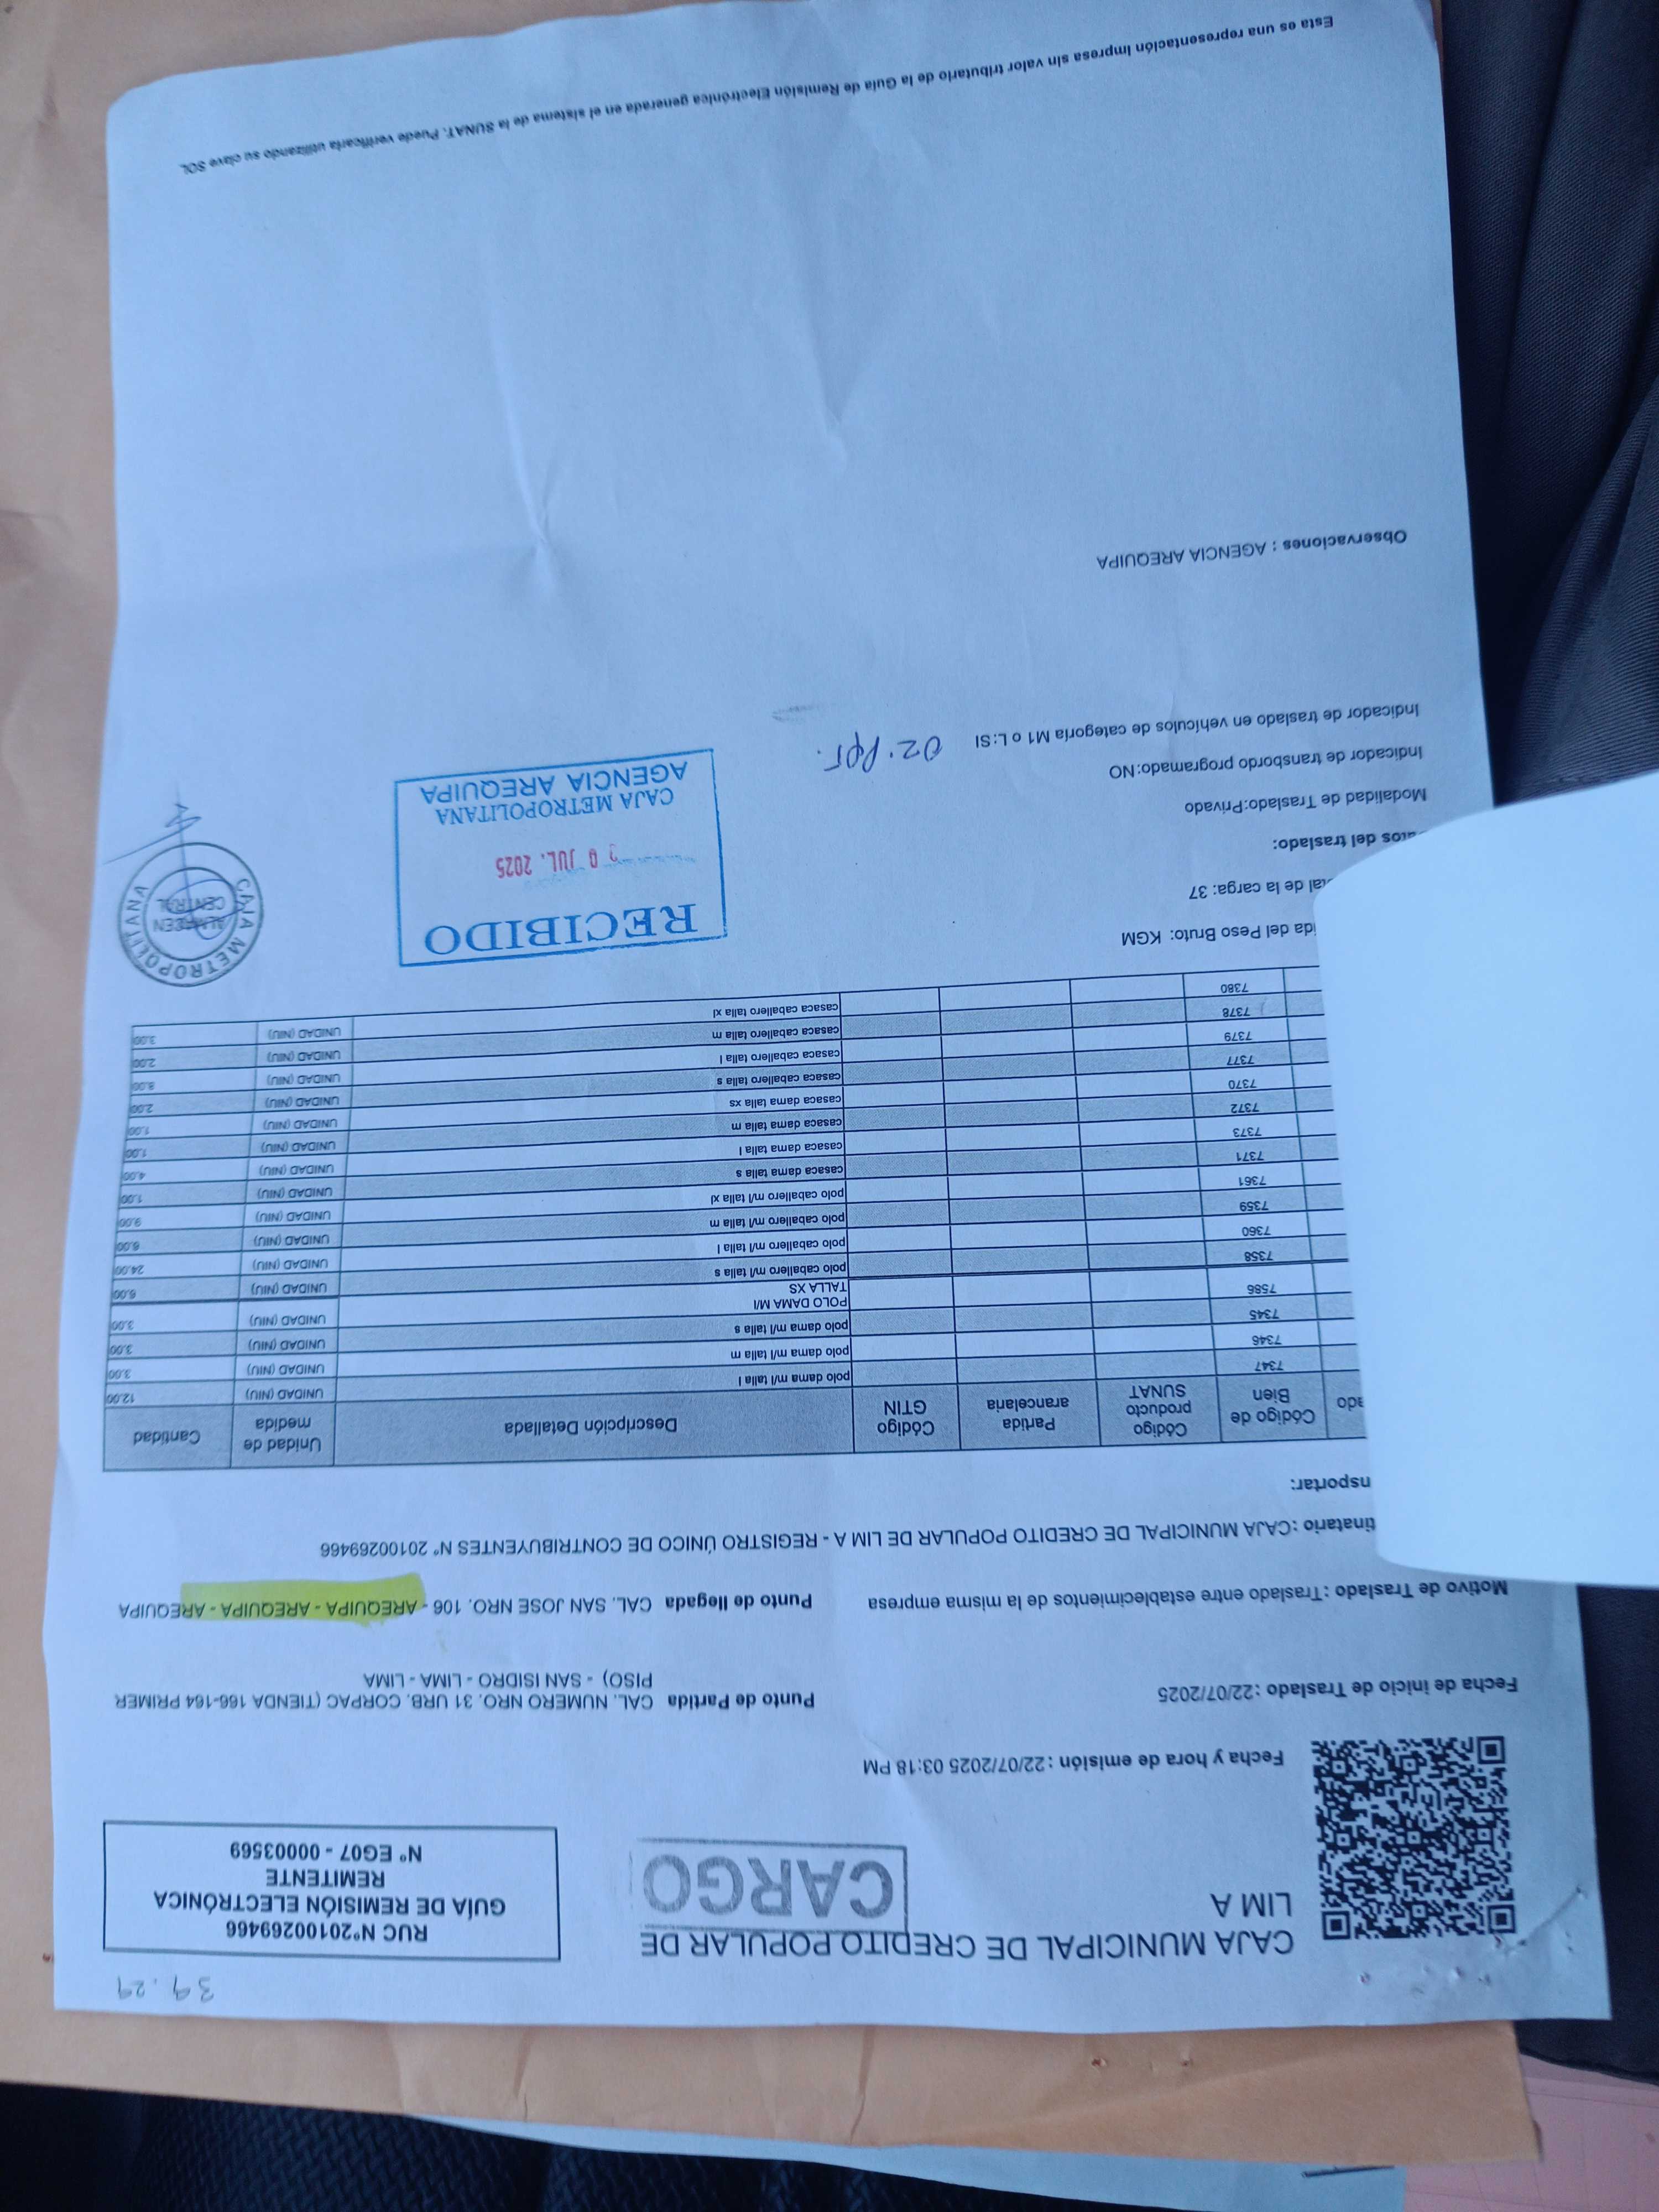 39.29
CAJA MUNICIPAL DE CREDITO POPULAR DE
LIM A
CARGO
RUC N°20100269466
GUÍA DE REMISIÓN ELECTRÓNICA
REMITENTE
N° EG07 - 00003569
Fecha y hora de emisión : 22/07/2025 03:18 PM
Fecha de inicio de Traslado : 22/07/2025
Punto de Partida CAL. NUMERO NRO. 31 URB. CORPAC (TIENDA 166-164 PRIMER
PISO) - SAN ISIDRO - LIMA - LIMA
Motivo de Traslado : Traslado entre establecimientos de la misma empresa
Punto de llegada CAL. SAN JOSE NRO. 106 - AREQUIPA - AREQUIPA - AREQUIPA
tinatario : CAJA MUNICIPAL DE CREDITO POPULAR DE LIM A - REGISTRO ÚNICO DE CONTRIBUYENTES N° 20100269466
nsportar:
ado Código de Bien Código producto SUNAT Partida arancelaria Código GTIN Descripción Detallada Unidad de medida Cantidad
7347 polo dama m/l talla l UNIDAD (NIU) 12.00
7346 polo dama m/l talla m UNIDAD (NIU) 3.00
7345 polo dama m/l talla s UNIDAD (NIU) 3.00
7586 POLO DAMA M/l TALLA XS UNIDAD (NIU) 3.00
7358 polo caballero m/l talla s UNIDAD (NIU) 6.00
7360 polo caballero m/l talla l UNIDAD (NIU) 24.00
7359 polo caballero m/l talla m UNIDAD (NIU) 6.00
7361 polo caballero m/l talla xl UNIDAD (NIU) 9.00
7371 casaca dama talla s UNIDAD (NIU) 1.00
7373 casaca dama talla l UNIDAD (NIU) 4.00
7372 casaca dama talla m UNIDAD (NIU) 1.00
7370 casaca dama talla xs UNIDAD (NIU) 1.00
7377 casaca caballero talla s UNIDAD (NIU) 2.00
7379 casaca caballero talla l UNIDAD (NIU) 8.00
7378 casaca caballero talla m UNIDAD (NIU) 2.00
7380 casaca caballero talla xl UNIDAD (NIU) 3.00
ida del Peso Bruto: KGM
tal de la carga: 37
atos del traslado:
Modalidad de Traslado:Privado
Indicador de transbordo programado:NO
Indicador de traslado en vehículos de categoría M1 o L:SI
02.
RECIBIDO
JUL. 2025
CAJA METROPOLITANA
AGENCIA AREQUIPA
CAJA METROPOLITANA
ALMACEN
CENTRAL
Observaciones : AGENCIA AREQUIPA
Esta es una representación impresa sin valor tributario de la Guía de Remisión Electrónica generada en el sistema de la SUNAT. Puede verificarla utilizando su clave SOL